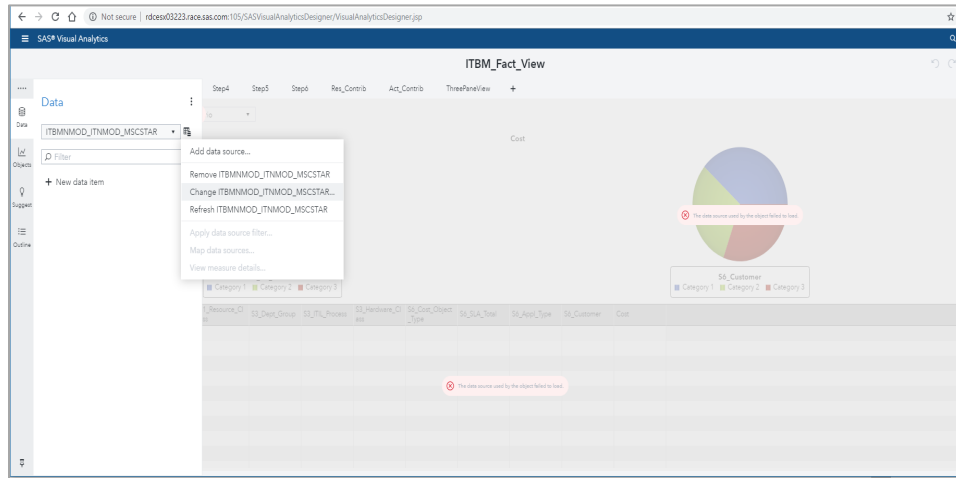 Not secure | rdcesx03223.race.sas.com:105/SASVisualAnalyticsDesigner/VisualAnalyticsDesigner.jsp
SAS® Visual Analytics
ITBM_Fact_View
Step4 Step5 Step6 Res_Contrib Act_Contrib ThreePaneView +
Data
Data
Objects
Suggest
Outline
ITBMNMOD_ITNMOD_MSCSTAR
Filter
+ New data item
Add data source...
Remove ITBMNMOD_ITNMOD_MSCSTAR
Change ITBMNMOD_ITNMOD_MSCSTAR...
Refresh ITBMNMOD_ITNMOD_MSCSTAR
Apply data source filter...
Map data sources...
View measure details...
Cost
The data source used by the object failed to load.
Category 1 Category 2 Category 3
S6_Customer
Category 1 Category 2 Category 3
S3_Dept_Group S3_ITIL_Process S3_Hardware_Cl S6_Cost_Object _Type S6_SLA_Total S6_Appl_Type S6_Customer Cost
The data source used by the object failed to load.